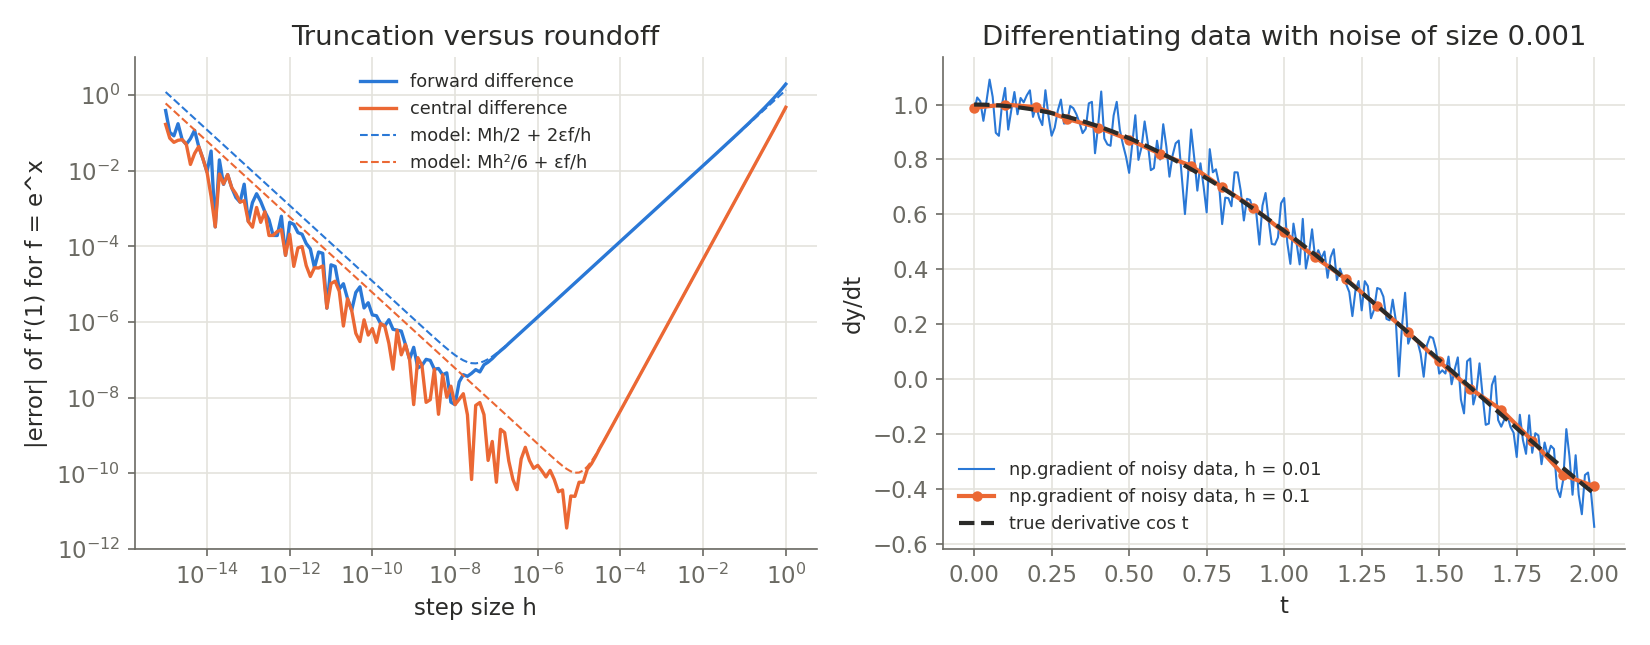 Truncation versus roundoff
forward difference
central difference
model: Mh/2 + 2εf/h
model: Mh²/6 + εf/h
|error| of f'(1) for f = e^x
10⁰
10⁻²
10⁻⁴
10⁻⁶
10⁻⁸
10⁻¹⁰
10⁻¹²
10⁻¹⁴ 10⁻¹² 10⁻¹⁰ 10⁻⁸ 10⁻⁶ 10⁻⁴ 10⁻² 10⁰
step size h
Differentiating data with noise of size 0.001
dy/dt
1.0
0.8
0.6
0.4
0.2
0.0
−0.2
−0.4
−0.6
np.gradient of noisy data, h = 0.01
np.gradient of noisy data, h = 0.1
true derivative cos t
0.00 0.25 0.50 0.75 1.00 1.25 1.50 1.75 2.00
t